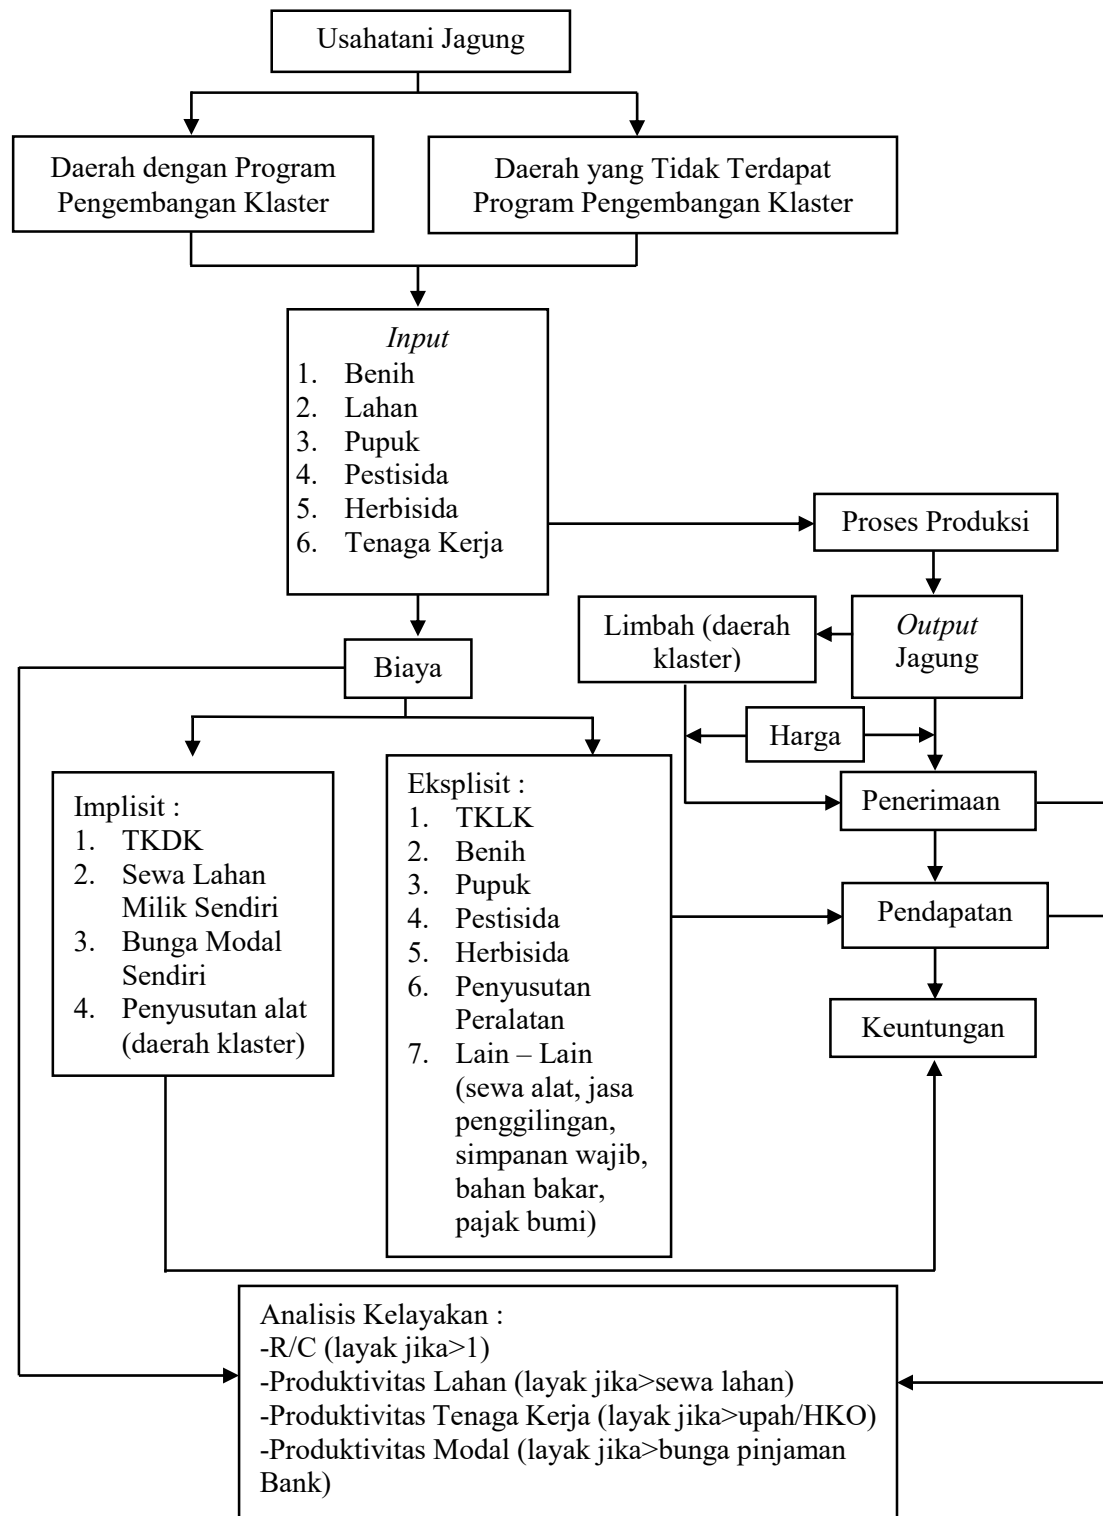 Usahatani Jagung
Daerah dengan Program
Pengembangan Klaster
Daerah yang Tidak Terdapat
Program Pengembangan Klaster
Input
1. Benih
2. Lahan
3. Pupuk
4. Pestisida
5. Herbisida
6. Tenaga Kerja
Proses Produksi
Limbah (daerah
klaster)
Output
Jagung
Biaya
Harga
Implisit :
1. TKDK
2. Sewa Lahan
Milik Sendiri
3. Bunga Modal
Sendiri
4. Penyusutan alat
(daerah klaster)
Eksplisit :
1. TKLK
2. Benih
3. Pupuk
4. Pestisida
5. Herbisida
6. Penyusutan
Peralatan
7. Lain – Lain
(sewa alat, jasa
penggilingan,
simpanan wajib,
bahan bakar,
pajak bumi)
Penerimaan
Pendapatan
Keuntungan
Analisis Kelayakan :
-R/C (layak jika>1)
-Produktivitas Lahan (layak jika>sewa lahan)
-Produktivitas Tenaga Kerja (layak jika>upah/HKO)
-Produktivitas Modal (layak jika>bunga pinjaman
Bank)